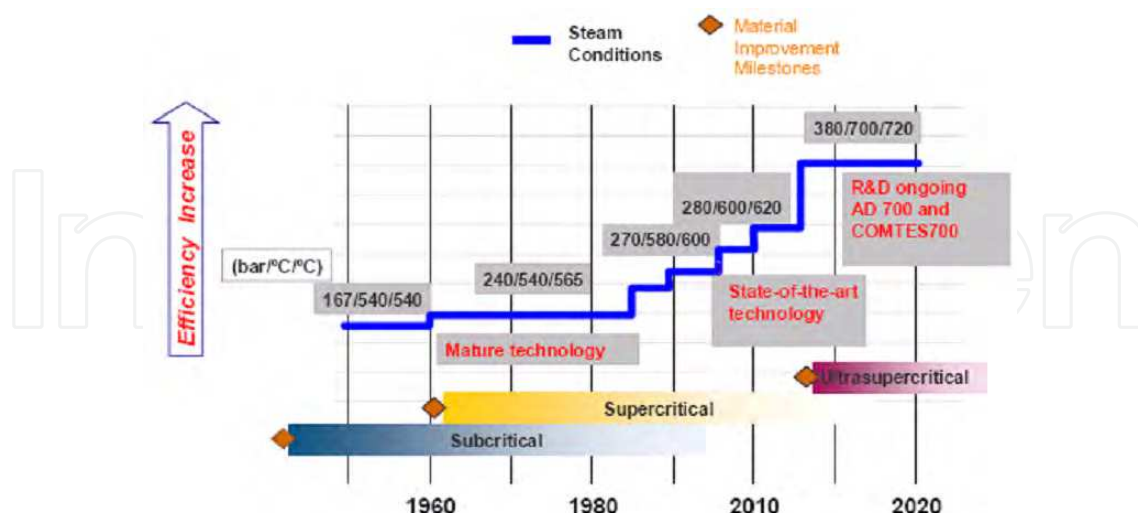 Steam
Conditions
Material
Improvement
Milestones
Efficiency Increase
380/700/720
R&D ongoing
AD 700 and
COMTES700
280/600/620
270/580/600
(bar/ºC/ºC)
240/540/565
167/540/540
State-of-the-art
technology
Mature technology
Ultrasupercritical
Supercritical
Subcritical
1960 1980 2010 2020